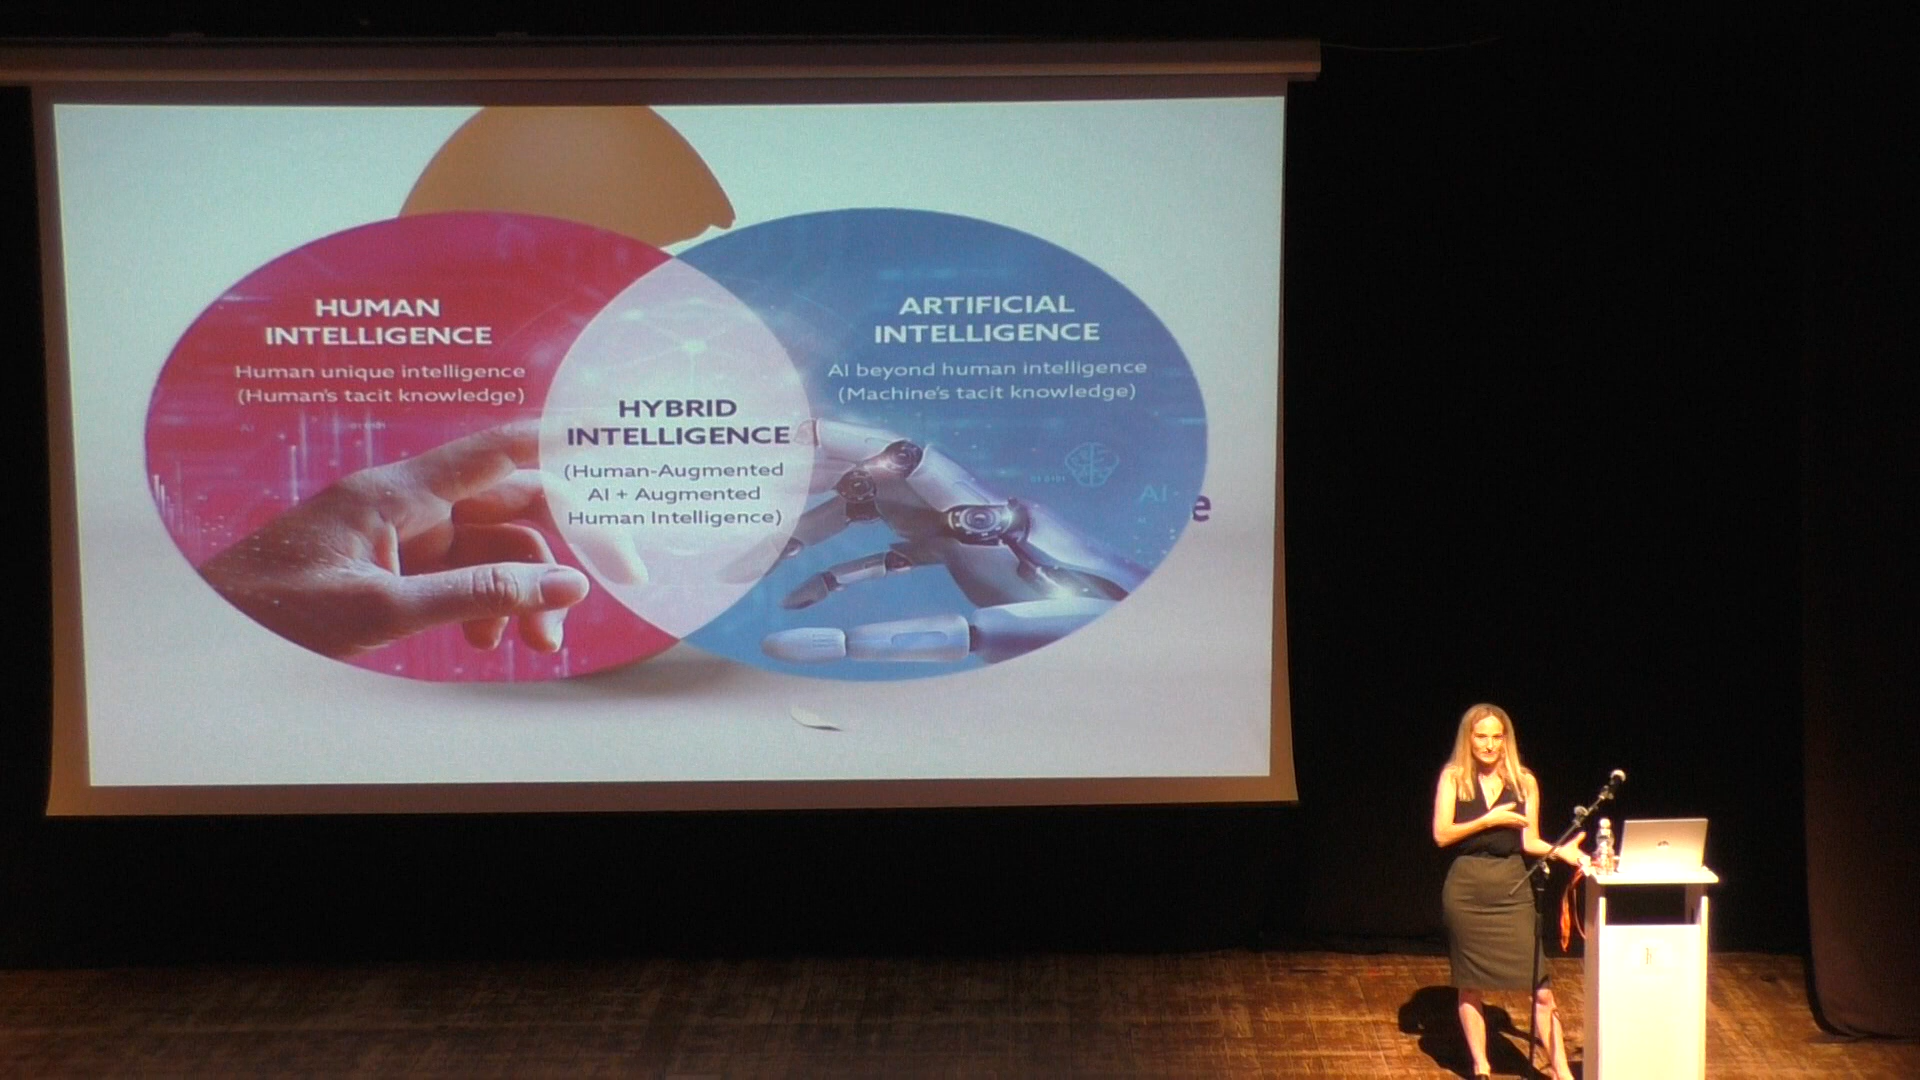 HUMAN
INTELLIGENCE
Human unique intelligence
(Human's tacit knowledge)
HYBRID
INTELLIGENCE
(Human-Augmented
AI + Augmented
Human Intelligence)
ARTIFICIAL
INTELLIGENCE
AI beyond human intelligence
(Machine's tacit knowledge)
AI
e